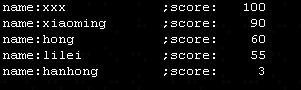 name:xxx            ;score:   100
name:xiaoming       ;score:    90
name:hong           ;score:    60
name:lilei          ;score:    55
name:hanhong        ;score:     3